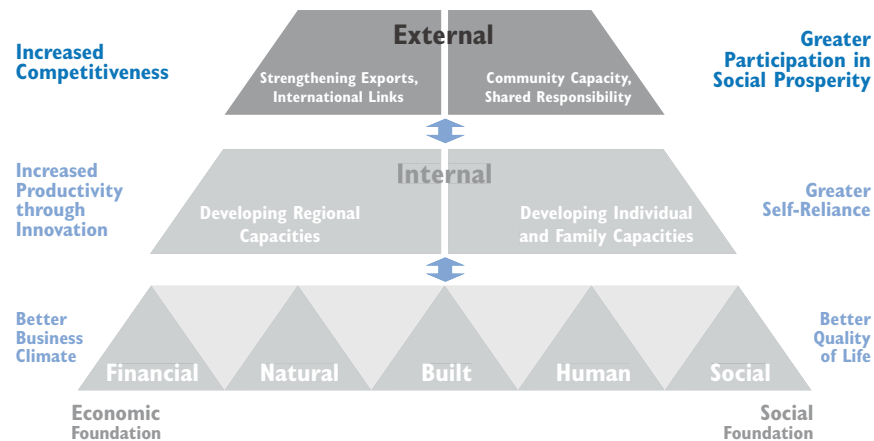 External
Increased
Competitiveness
Strengthening Exports,
International Links
Community Capacity,
Shared Responsibility
Greater
Participation in
Social Prosperity
Internal
Increased
Productivity
through
Innovation
Developing Regional
Capacities
Developing Individual
and Family Capacities
Greater
Self-Reliance
Better
Business
Climate
Financial
Natural
Built
Human
Social
Better
Quality
of Life
Economic
Foundation
Social
Foundation